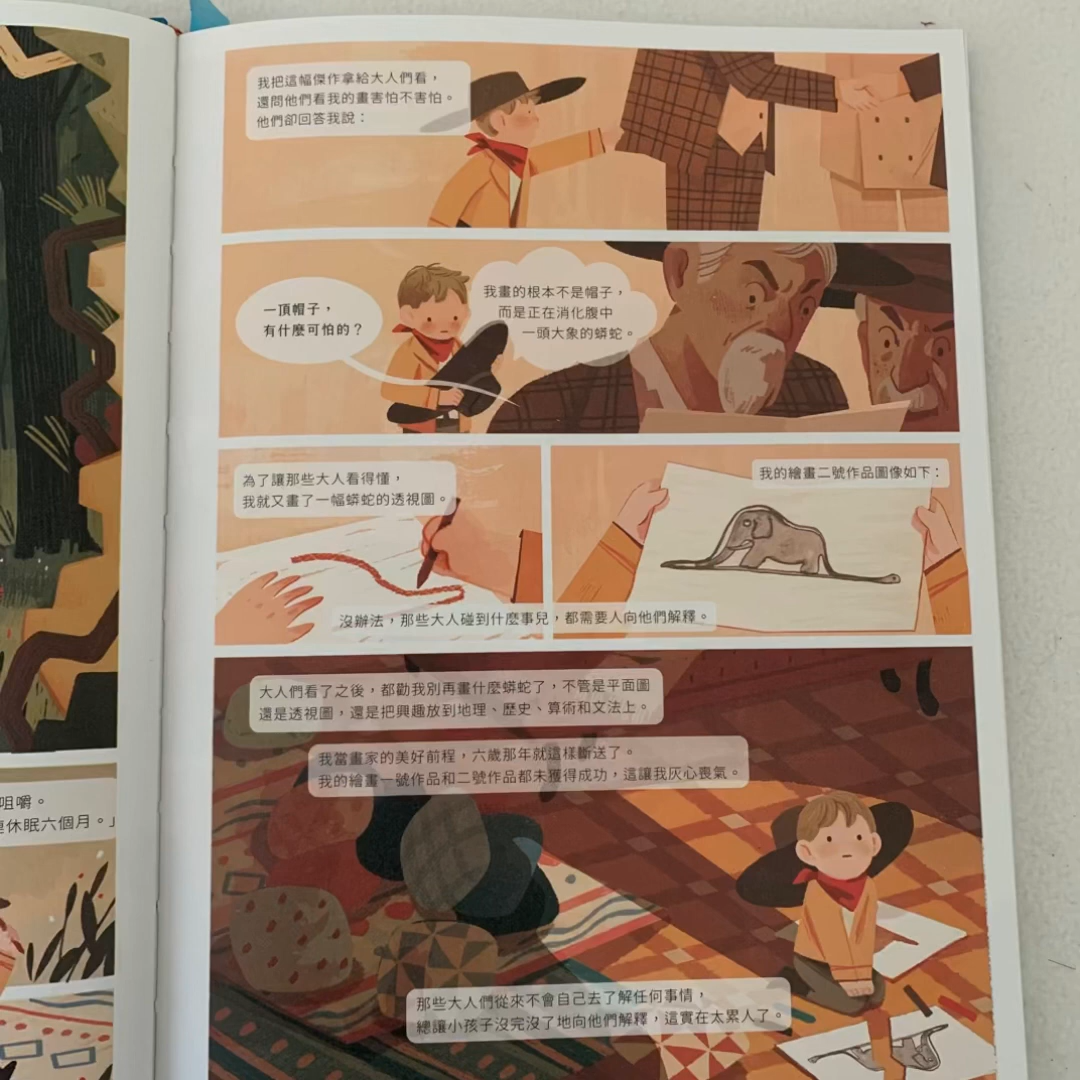 咀嚼。
連休眠六個月。」
我把這幅傑作拿給大人們看，
還問他們看我的畫害怕不害怕。
他們卻回答我說：
一頂帽子，
有什麼可怕的？
我畫的根本不是帽子，
而是正在消化腹中
一頭大象的蟒蛇。
為了讓那些大人看得懂，
我就又畫了一幅蟒蛇的透視圖。
我的繪畫二號作品圖像如下：
沒辦法，那些大人碰到什麼事兒，都需要人向他們解釋。
大人們看了之後，都勸我別再畫什麼蟒蛇了，不管是平面圖
還是透視圖，還是把興趣放到地理、歷史、算術和文法上。
我當畫家的美好前程，六歲那年就這樣斷送了。
我的繪畫一號作品和二號作品都未獲得成功，這讓我灰心喪氣。
那些大人們從來不會自己去了解任何事情，
總讓小孩子沒完沒了地向他們解釋，這實在太累人了。